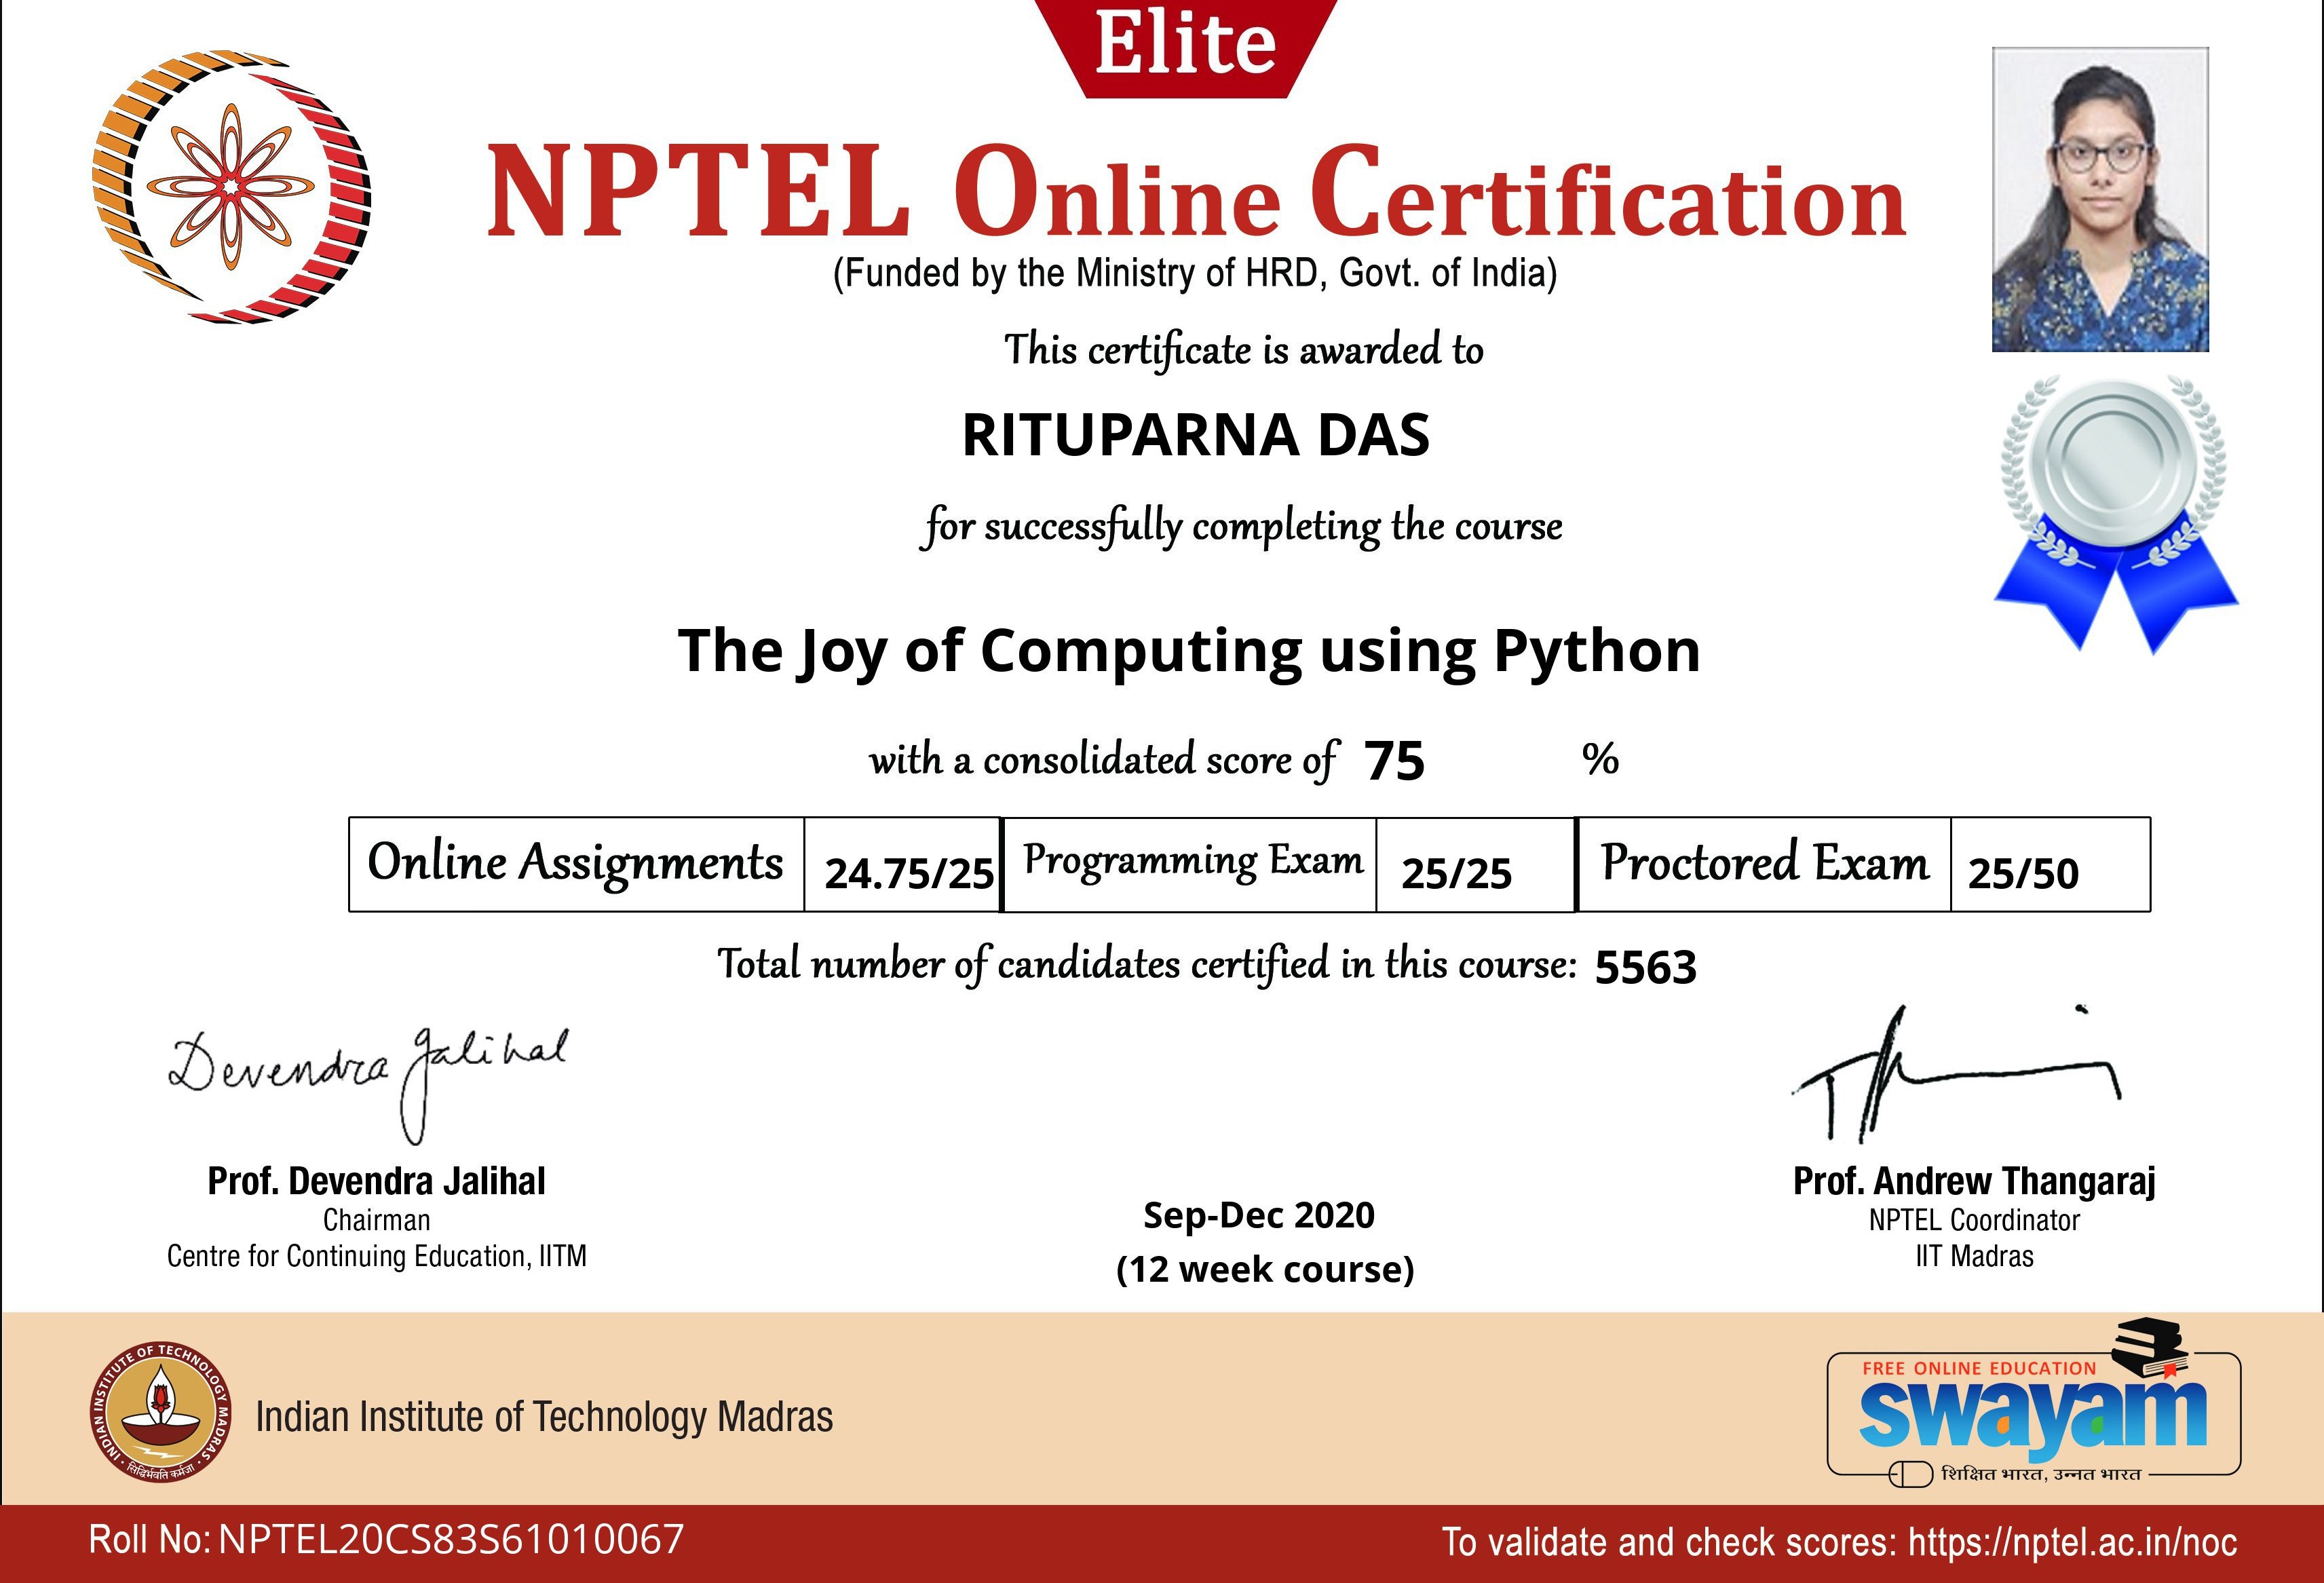 Elite
NPTEL Online Certification
(Funded by the Ministry of HRD, Govt. of India)
This certificate is awarded to
RITUPARNA DAS
for successfully completing the course
The Joy of Computing using Python
with a consolidated score of 75 %
Online Assignments 24.75/25 Programming Exam 25/25 Proctored Exam 25/50
Total number of candidates certified in this course: 5563
Devendra Jalihal
Prof. Devendra Jalihal
Chairman
Centre for Continuing Education, IITM
Sep-Dec 2020
(12 week course)
Prof. Andrew Thangaraj
NPTEL Coordinator
IIT Madras
INDIAN INSTITUTE OF TECHNOLOGY MADRAS
सिद्धिर्भवति कर्मजा
Indian Institute of Technology Madras
FREE ONLINE EDUCATION
swayam
शिक्षित भारत, उन्नत भारत
Roll No: NPTEL20CS83S61010067
To validate and check scores: https://nptel.ac.in/noc